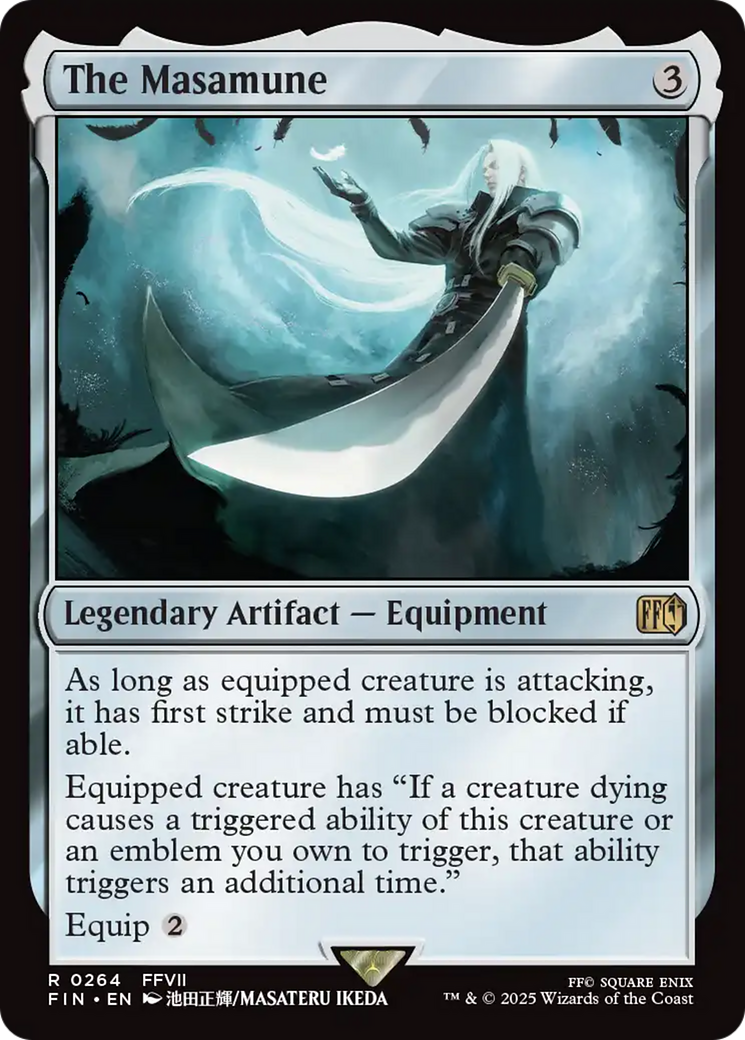 The Masamune 3
Legendary Artifact — Equipment FF
As long as equipped creature is attacking,
it has first strike and must be blocked if
able.
Equipped creature has “If a creature dying
causes a triggered ability of this creature or
an emblem you own to trigger, that ability
triggers an additional time.”
Equip 2
R 0264 FFVII FF© SQUARE ENIX
FIN • EN 池田正輝/MASATERU IKEDA ™ & © 2025 Wizards of the Coast